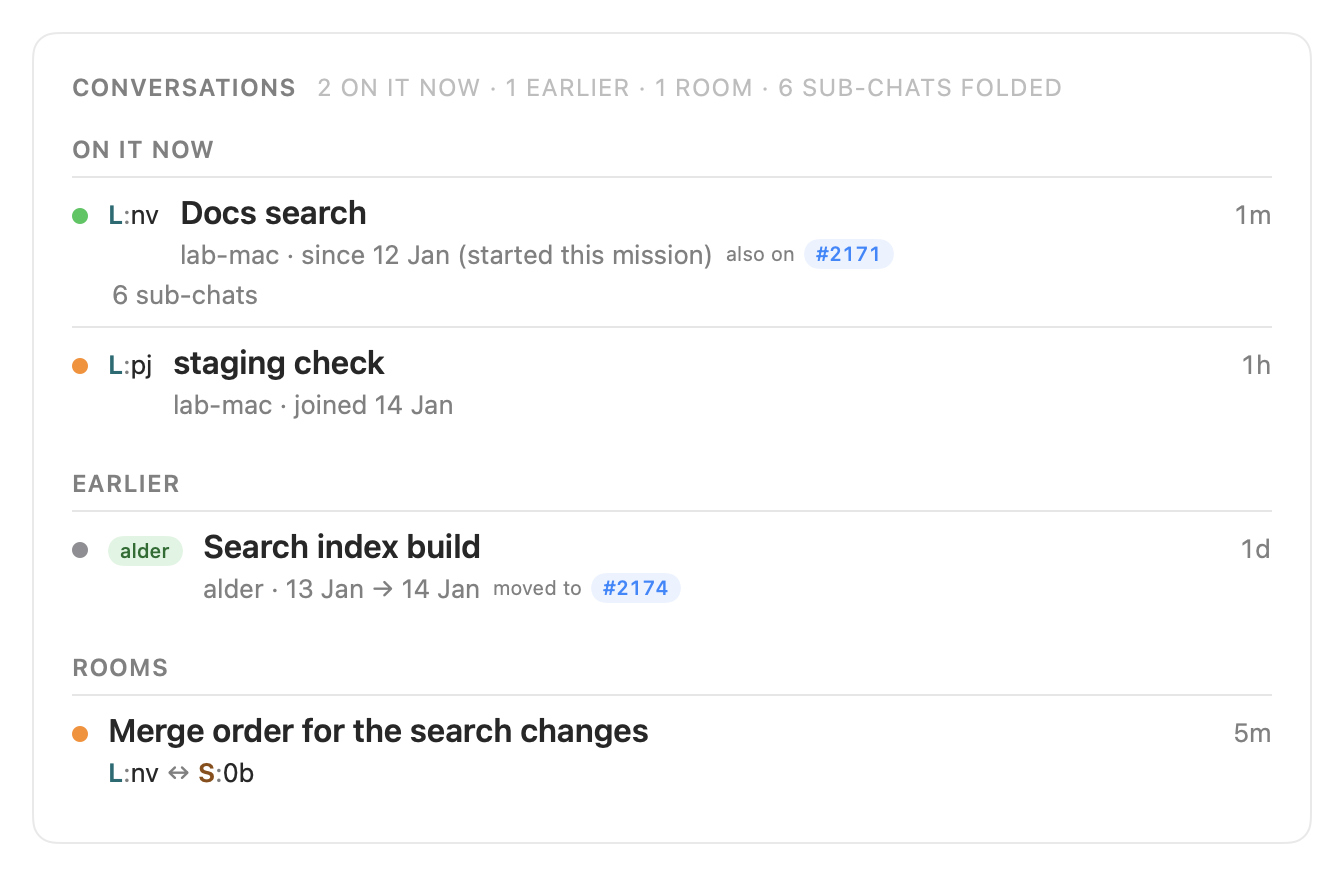 CONVERSATIONS 2 ON IT NOW · 1 EARLIER · 1 ROOM · 6 SUB-CHATS FOLDED
ON IT NOW
L:nv Docs search 1m
lab-mac · since 12 Jan (started this mission) also on #2171
6 sub-chats
L:pj staging check 1h
lab-mac · joined 14 Jan
EARLIER
alder Search index build 1d
alder · 13 Jan → 14 Jan moved to #2174
ROOMS
Merge order for the search changes 5m
L:nv ↔ S:0b